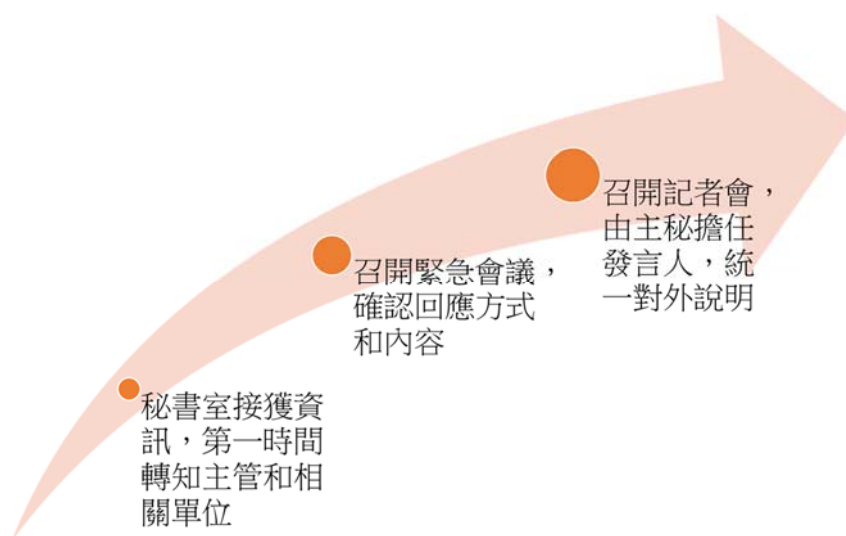 秘書室接獲資
訊，第一時間
轉知主管和相
關單位
召開緊急會議，
確認回應方式
和內容
召開記者會，
由主秘擔任
發言人，統
一對外說明